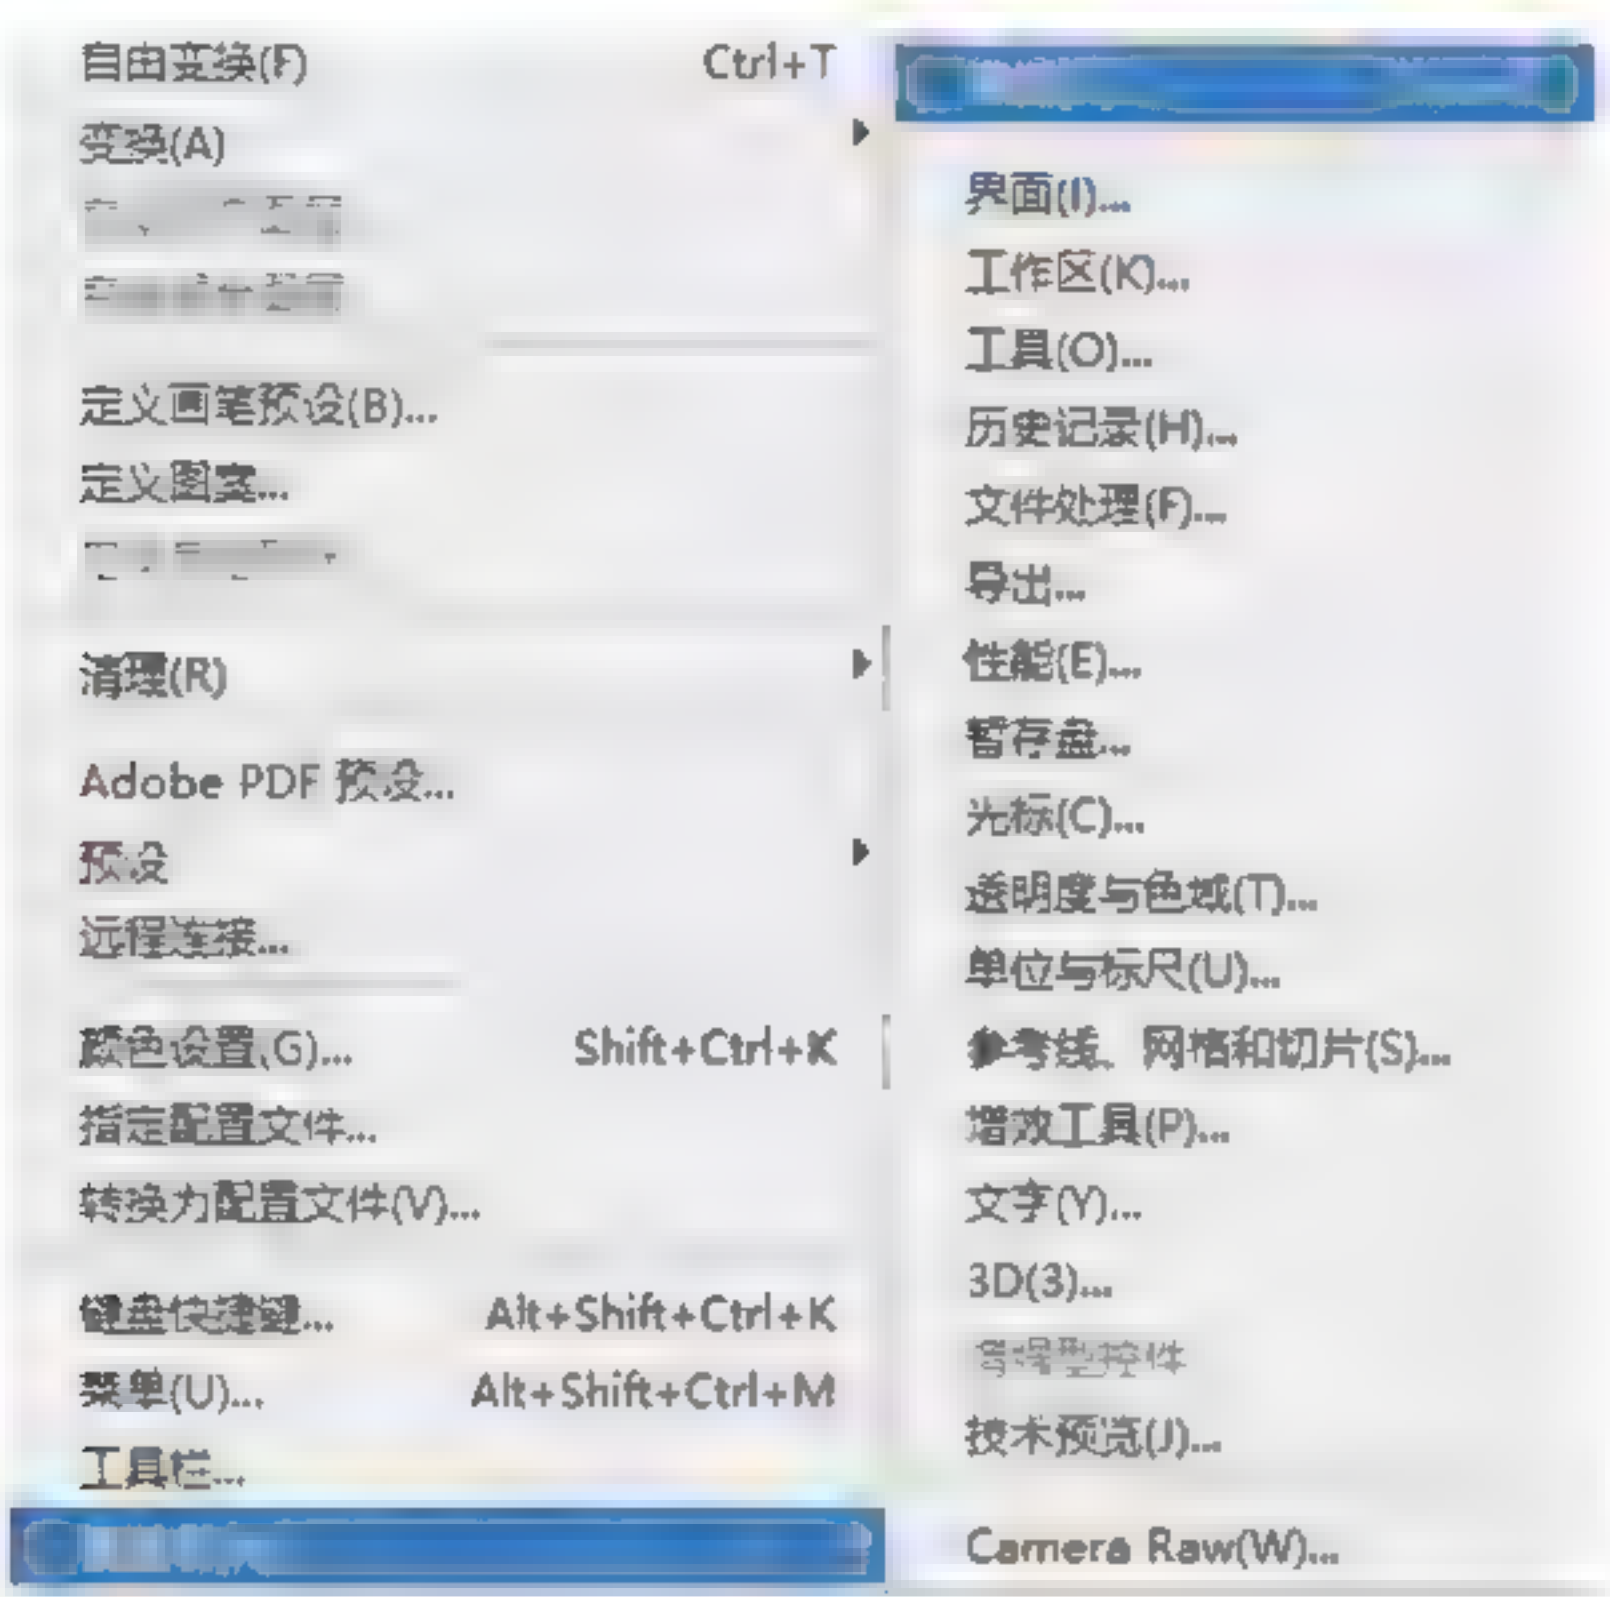 自由变换(F) Ctrl+T
变换(A)
定义画笔预设(B)...
定义图案...
清理(R)
Adobe PDF 预设...
预设
远程连接...
颜色设置(G)... Shift+Ctrl+K
指定配置文件...
转换为配置文件(V)...
键盘快捷键... Alt+Shift+Ctrl+K
菜单(U)... Alt+Shift+Ctrl+M
工具栏...
界面(I)...
工作区(K)...
工具(O)...
历史记录(H)...
文件处理(F)...
导出...
性能(E)...
暂存盘...
光标(C)...
透明度与色域(T)...
单位与标尺(U)...
参考线、网格和切片(S)...
增效工具(P)...
文字(Y)...
3D(3)...
技术预览(J)...
Camera Raw(W)...